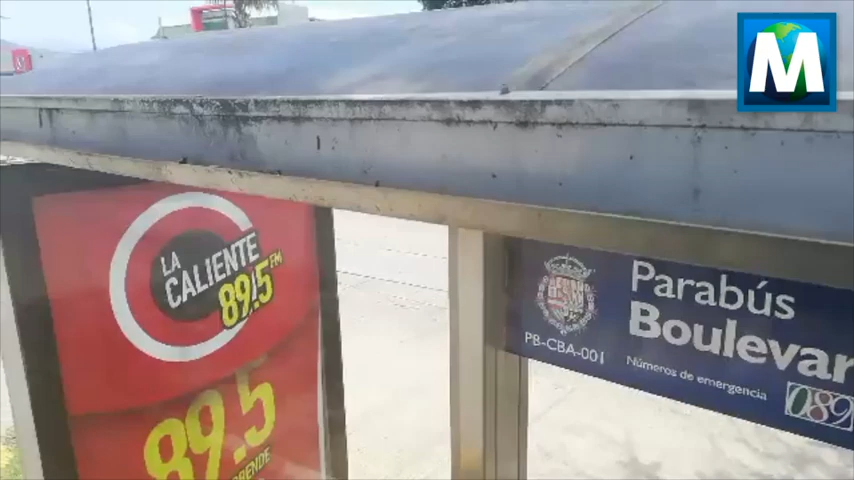 M
LA
CALIENTE
89.5 FM
89.5
Parabús
Boulevar
PB-CBA-001
Números de emergencia
089